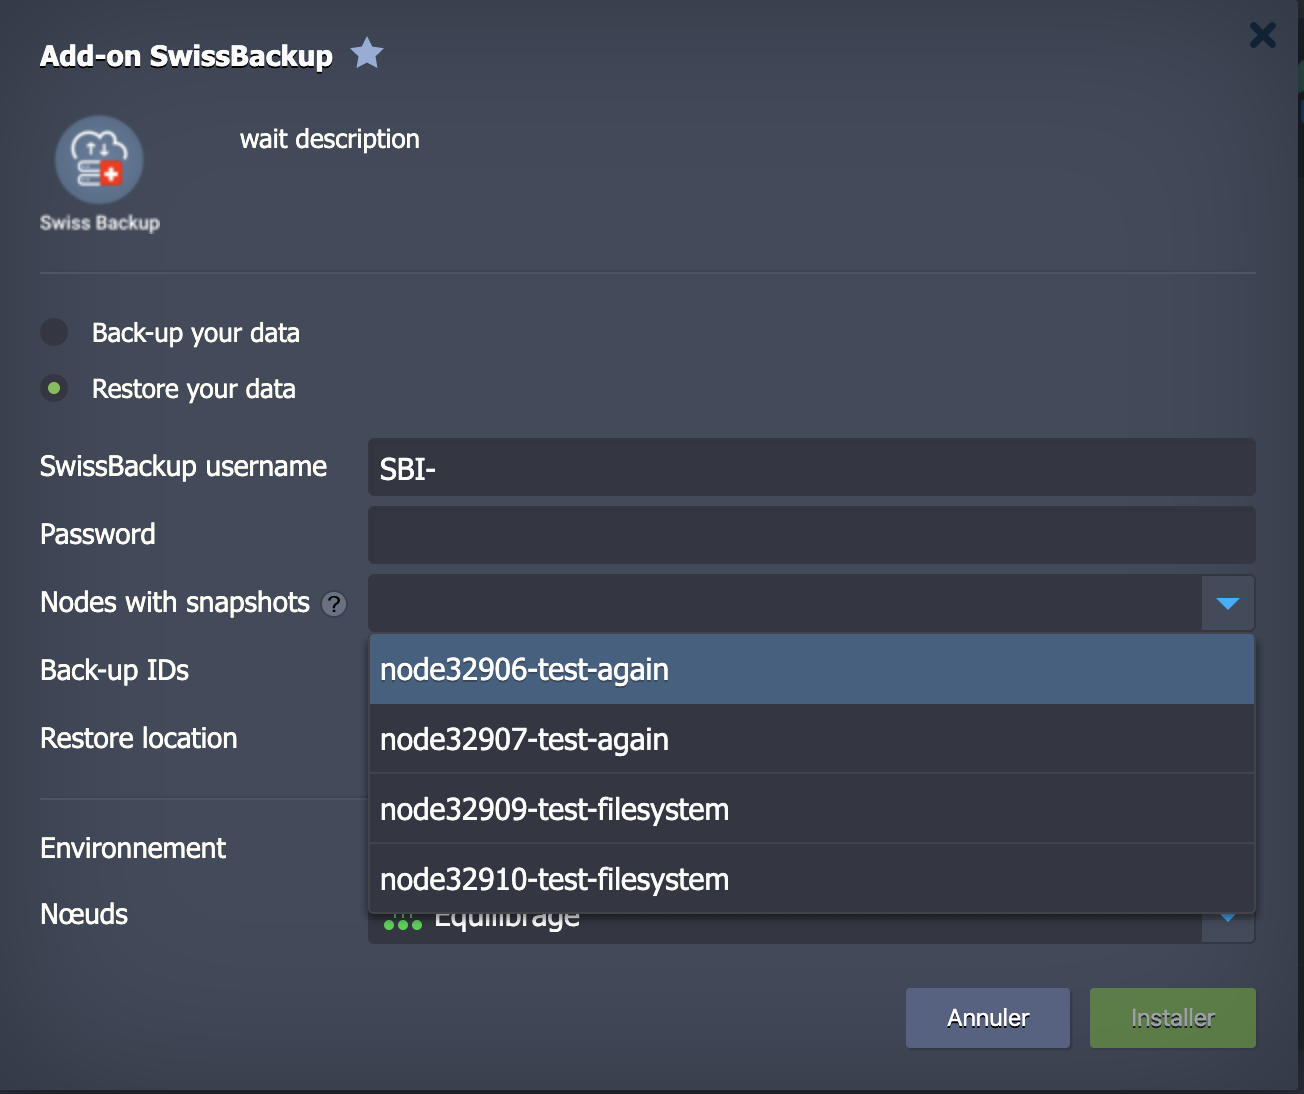 Add-on SwissBackup
wait description
Swiss Backup
Back-up your data
Restore your data
SwissBackup username
SBI-
Password
Nodes with snapshots ?
Back-up IDs
node32906-test-again
node32907-test-again
Restore location
node32909-test-filesystem
Environnement
node32910-test-filesystem
Nœuds
Equilibrage
Annuler
Installer